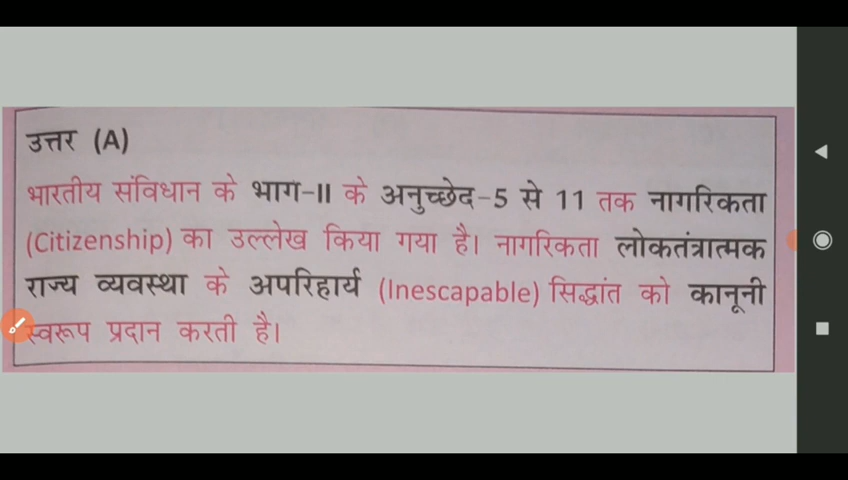 उत्तर (A)
भारतीय संविधान के भाग-II के अनुच्छेद-5 से 11 तक नागरिकता
(Citizenship) का उल्लेख किया गया है। नागरिकता लोकतंत्रात्मक
राज्य व्यवस्था के अपरिहार्य (Inescapable) सिद्धांत को कानूनी
स्वरूप प्रदान करती है।